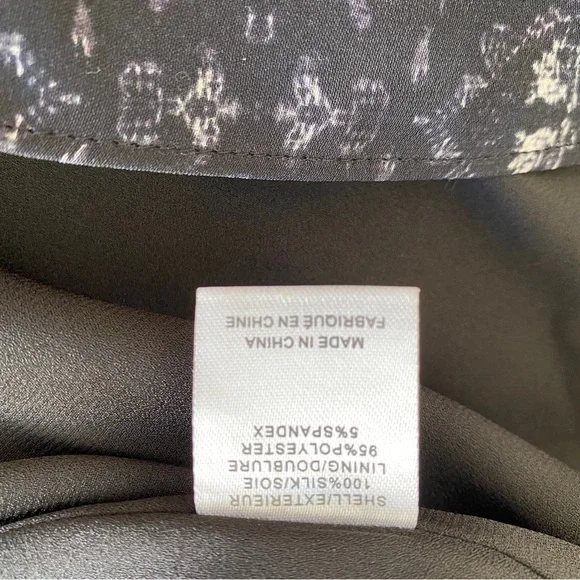 SHELL/EXTERIEUR
100%SILK/SOIE
LINING/DOUBLURE
95%POLYESTER
5%SPANDEX
MADE IN CHINA
FABRIQUÉ EN CHINE